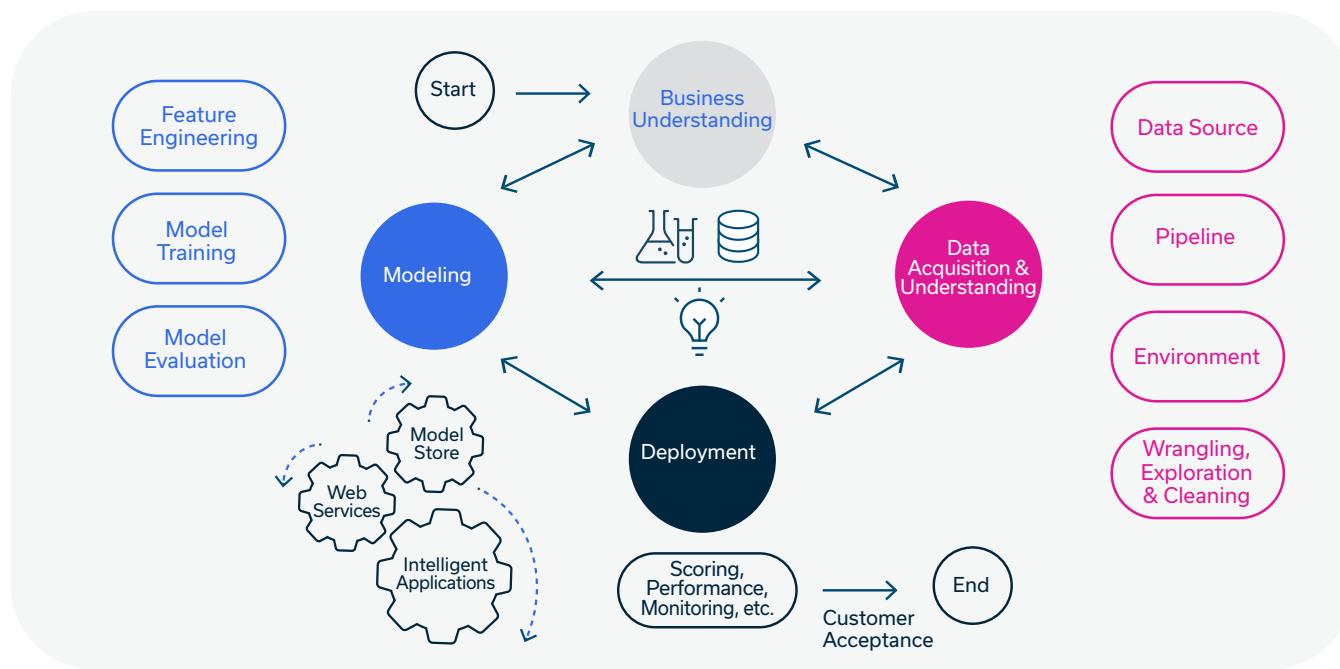 Start
Business
Understanding
Feature
Engineering
Model
Training
Model
Evaluation
Modeling
Data
Acquisition &
Understanding
Data Source
Pipeline
Environment
Wrangling,
Exploration
& Cleaning
Deployment
Model
Store
Web
Services
Intelligent
Applications
Scoring,
Performance,
Monitoring, etc.
Customer
Acceptance
End